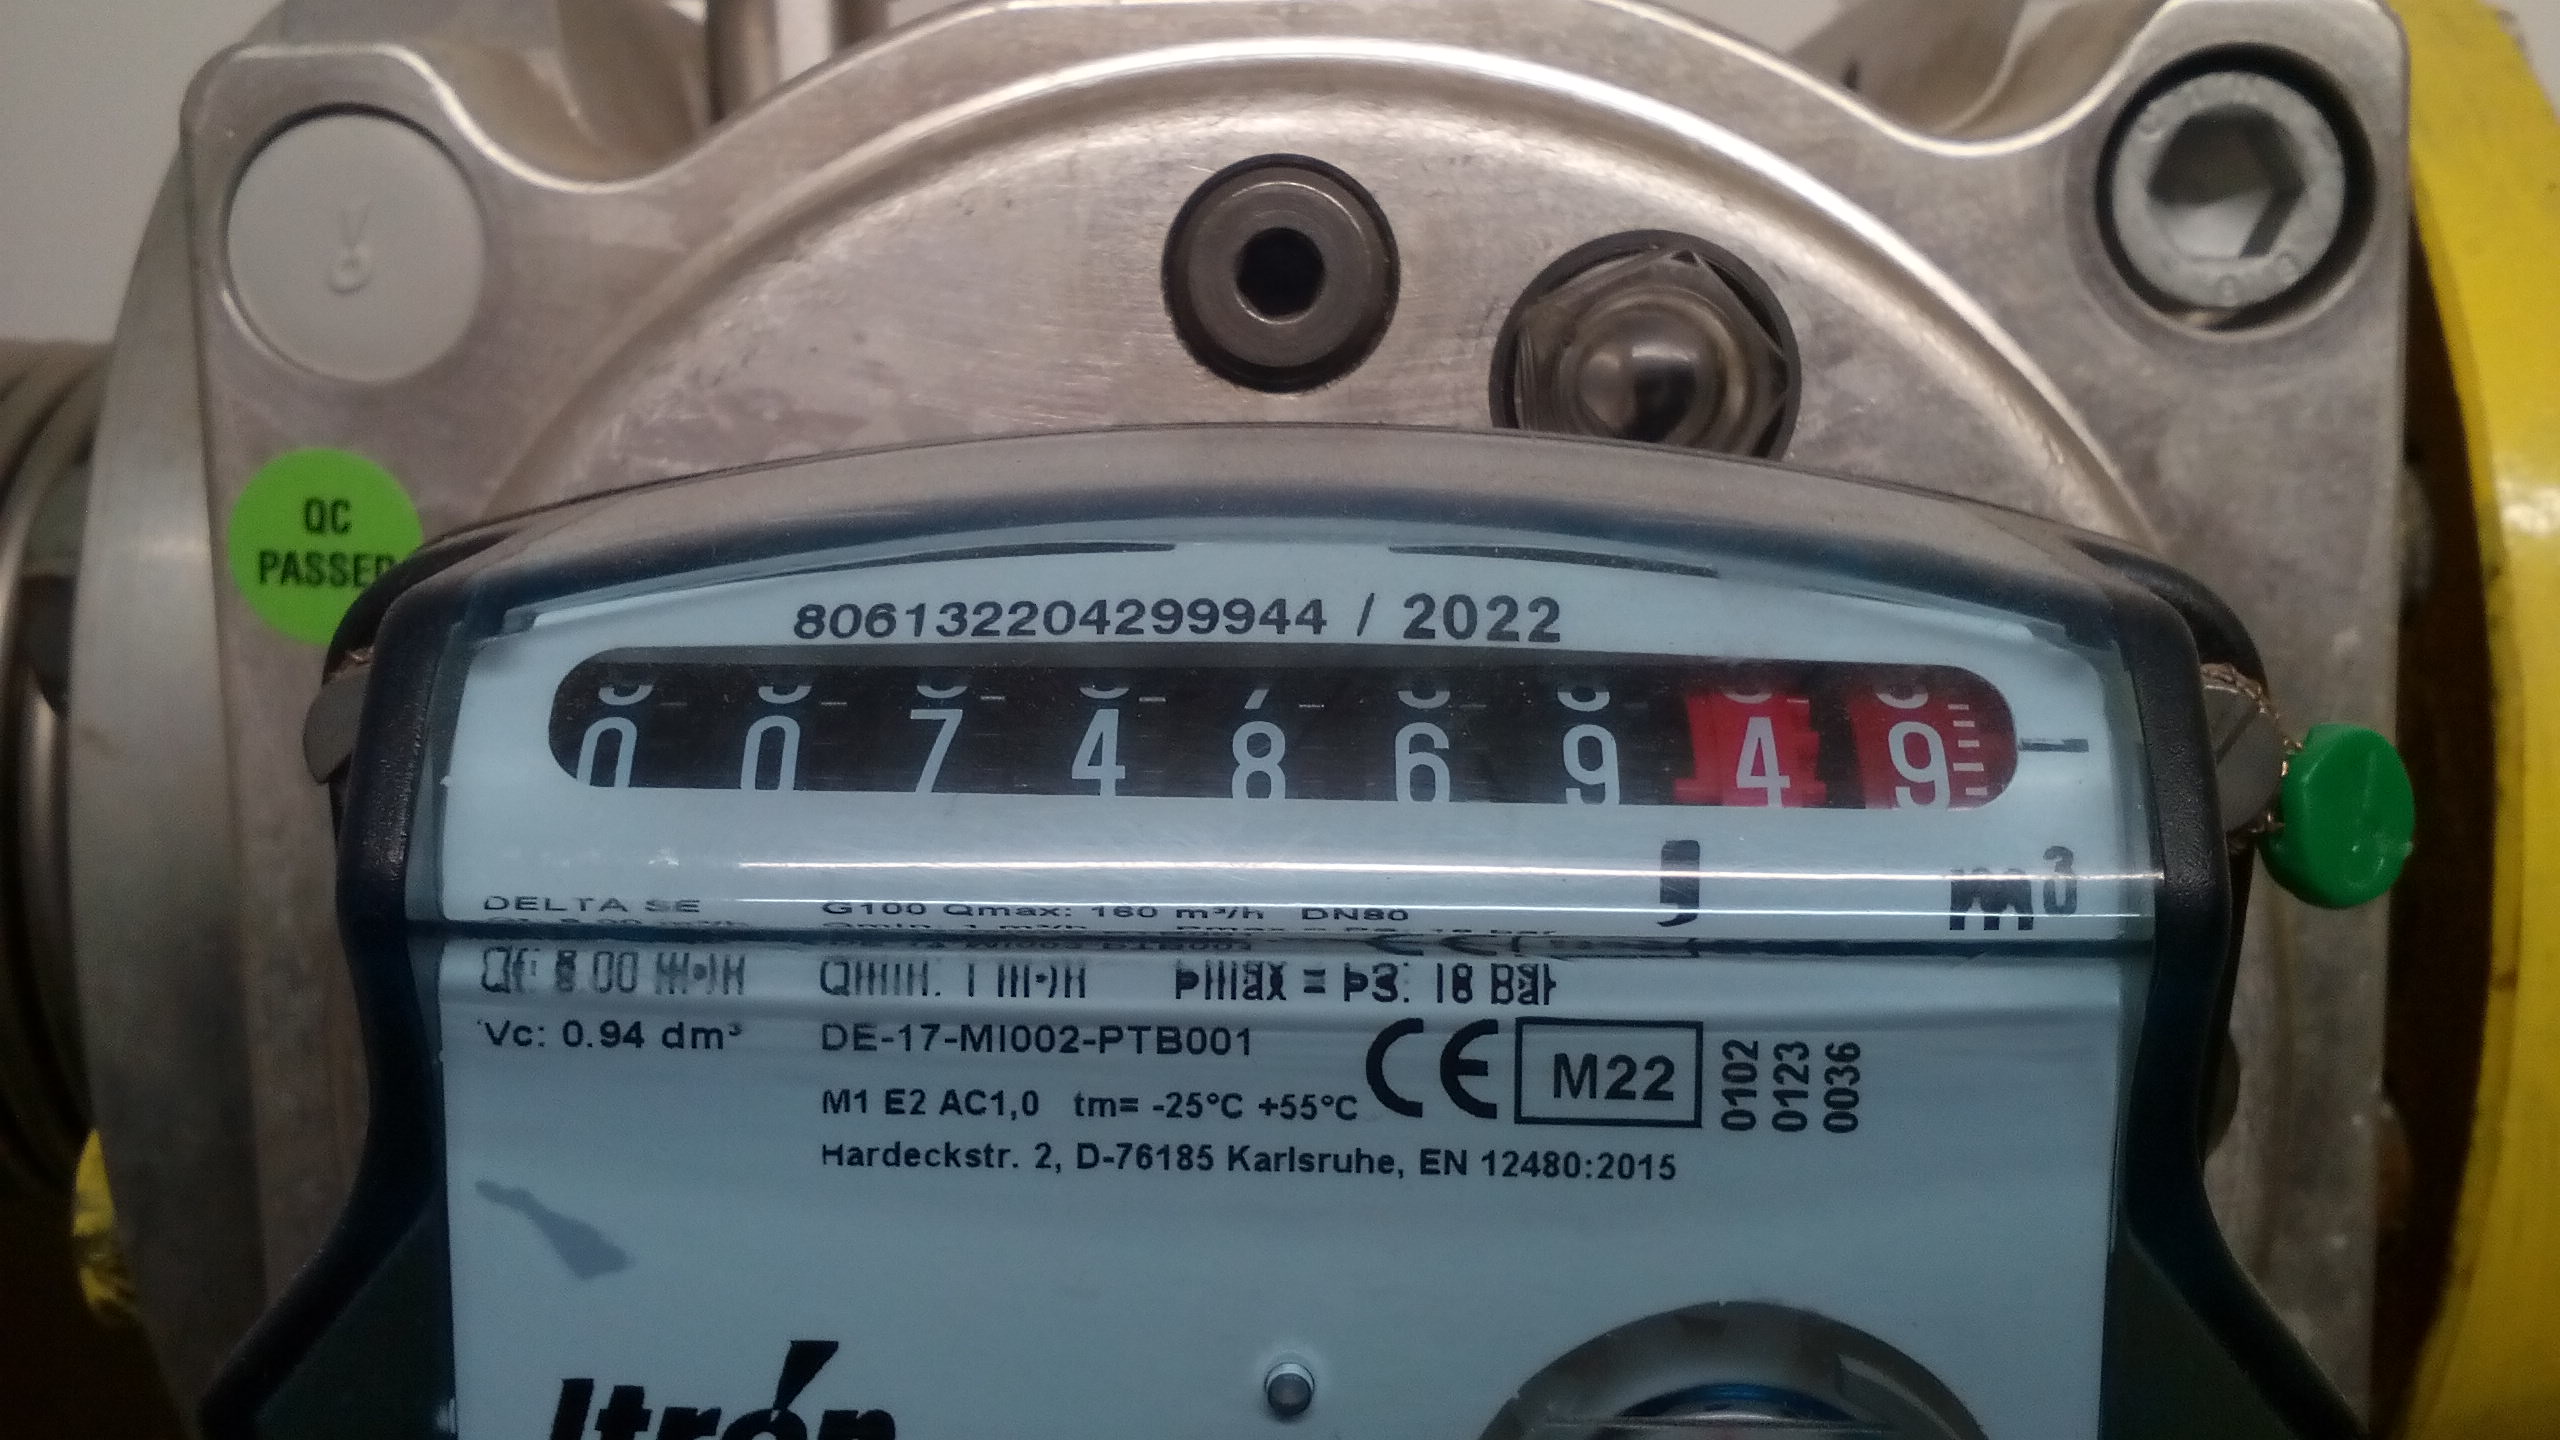 QC
PASSED
806132204299944 / 2022
0 0 7 4 8 6 9 4 9
,
m³
DELTA SE G100 Qmax: 160 m³/h DN80
Vc: 0.94 dm³ DE-17-MI002-PTB001
CE M22 0102 0123 0036
M1 E2 AC1,0 tm= -25°C +55°C
Hardeckstr. 2, D-76185 Karlsruhe, EN 12480:2015
Itrón